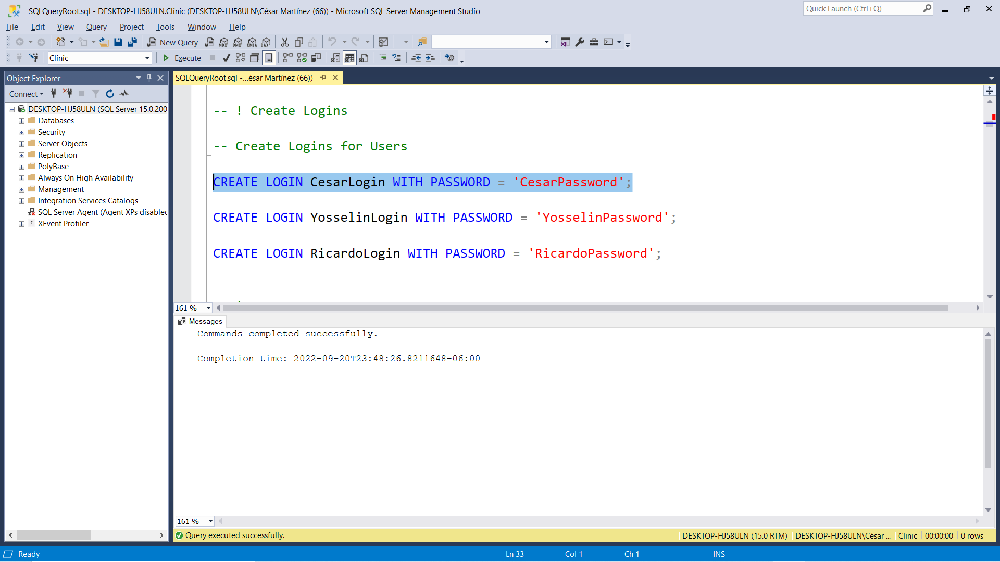 SQLQueryRoot.sql - DESKTOP-HJ58ULN.Clinic (DESKTOP-HJ58ULN\César Martínez (66)) - Microsoft SQL Server Management Studio
Quick Launch (Ctrl+Q)
File Edit View Query Project Tools Window Help
New Query MDX DMX XMLA DAX
Clinic Execute
Object Explorer
SQLQueryRoot.sql -...ésar Martínez (66))
Connect
DESKTOP-HJ58ULN (SQL Server 15.0.200
Databases
Security
Server Objects
Replication
PolyBase
Always On High Availability
Management
Integration Services Catalogs
SQL Server Agent (Agent XPs disabled
XEvent Profiler
-- ! Create Logins
-- Create Logins for Users
CREATE LOGIN CesarLogin WITH PASSWORD = 'CesarPassword';
CREATE LOGIN YosselinLogin WITH PASSWORD = 'YosselinPassword';
CREATE LOGIN RicardoLogin WITH PASSWORD = 'RicardoPassword';
161 %
Messages
Commands completed successfully.
Completion time: 2022-09-20T23:48:26.8211648-06:00
161 %
Query executed successfully.
DESKTOP-HJ58ULN (15.0 RTM) DESKTOP-HJ58ULN\César ... Clinic 00:00:00 0 rows
Ready Ln 33 Col 1 Ch 1 INS